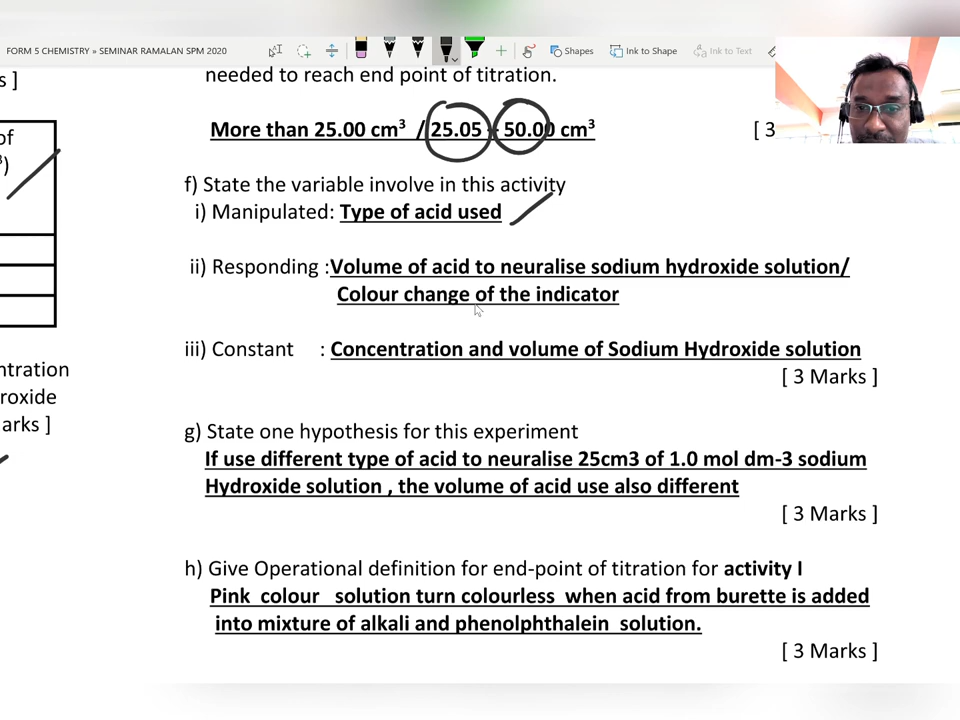 FORM 5 CHEMISTRY » SEMINAR RAMALAN SPM 2020
Shapes
Ink to Shape
Ink to Text
s ]
of
³)
ntration
roxide
arks ]
needed to reach end point of titration.
More than 25.00 cm³ / 25.05 - 50.00 cm³ [ 3
f) State the variable involve in this activity
i) Manipulated: Type of acid used
ii) Responding :Volume of acid to neuralise sodium hydroxide solution/
Colour change of the indicator
iii) Constant : Concentration and volume of Sodium Hydroxide solution
[ 3 Marks ]
g) State one hypothesis for this experiment
If use different type of acid to neuralise 25cm3 of 1.0 mol dm-3 sodium
Hydroxide solution , the volume of acid use also different
[ 3 Marks ]
h) Give Operational definition for end-point of titration for activity I
Pink colour solution turn colourless when acid from burette is added
into mixture of alkali and phenolphthalein solution.
[ 3 Marks ]